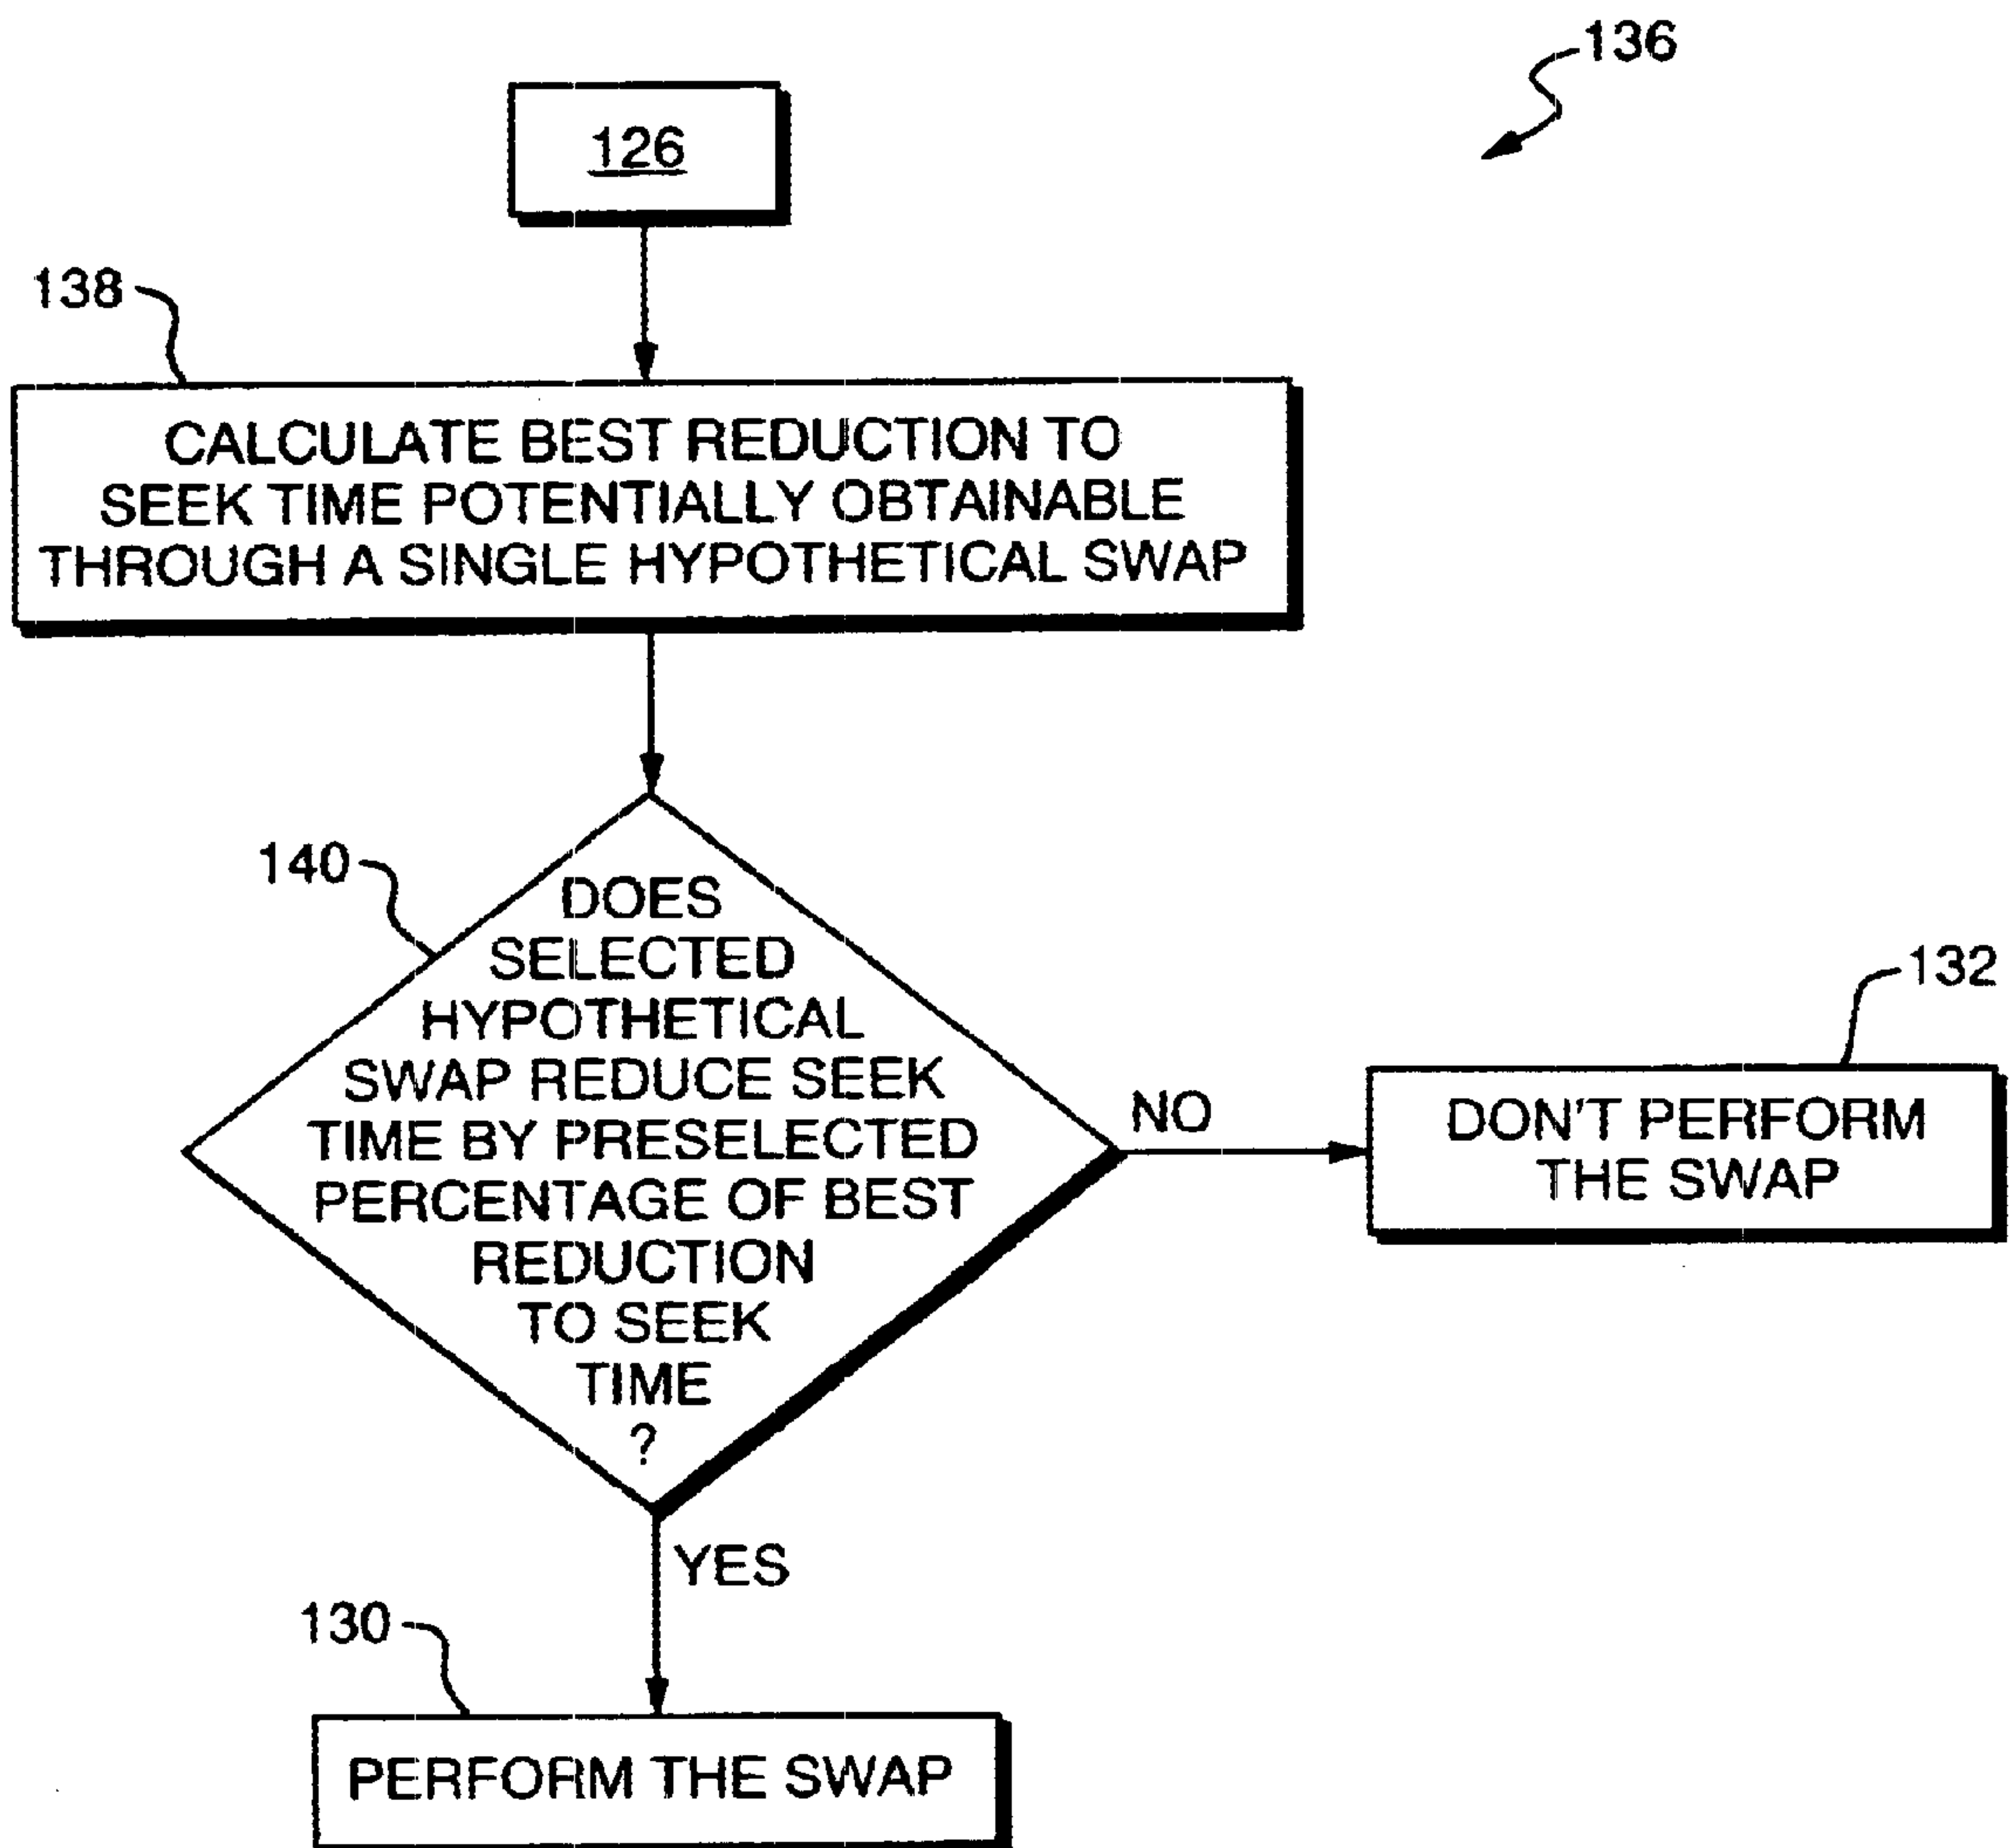 136
126
138
CALCULATE BEST REDUCTION TO
SEEK TIME POTENTIALLY OBTAINABLE
THROUGH A SINGLE HYPOTHETICAL SWAP
140
DOES
SELECTED
HYPOTHETICAL
SWAP REDUCE SEEK
TIME BY PRESELECTED
PERCENTAGE OF BEST
REDUCTION
TO SEEK
TIME
?
NO
132
DON'T PERFORM
THE SWAP
YES
130
PERFORM THE SWAP